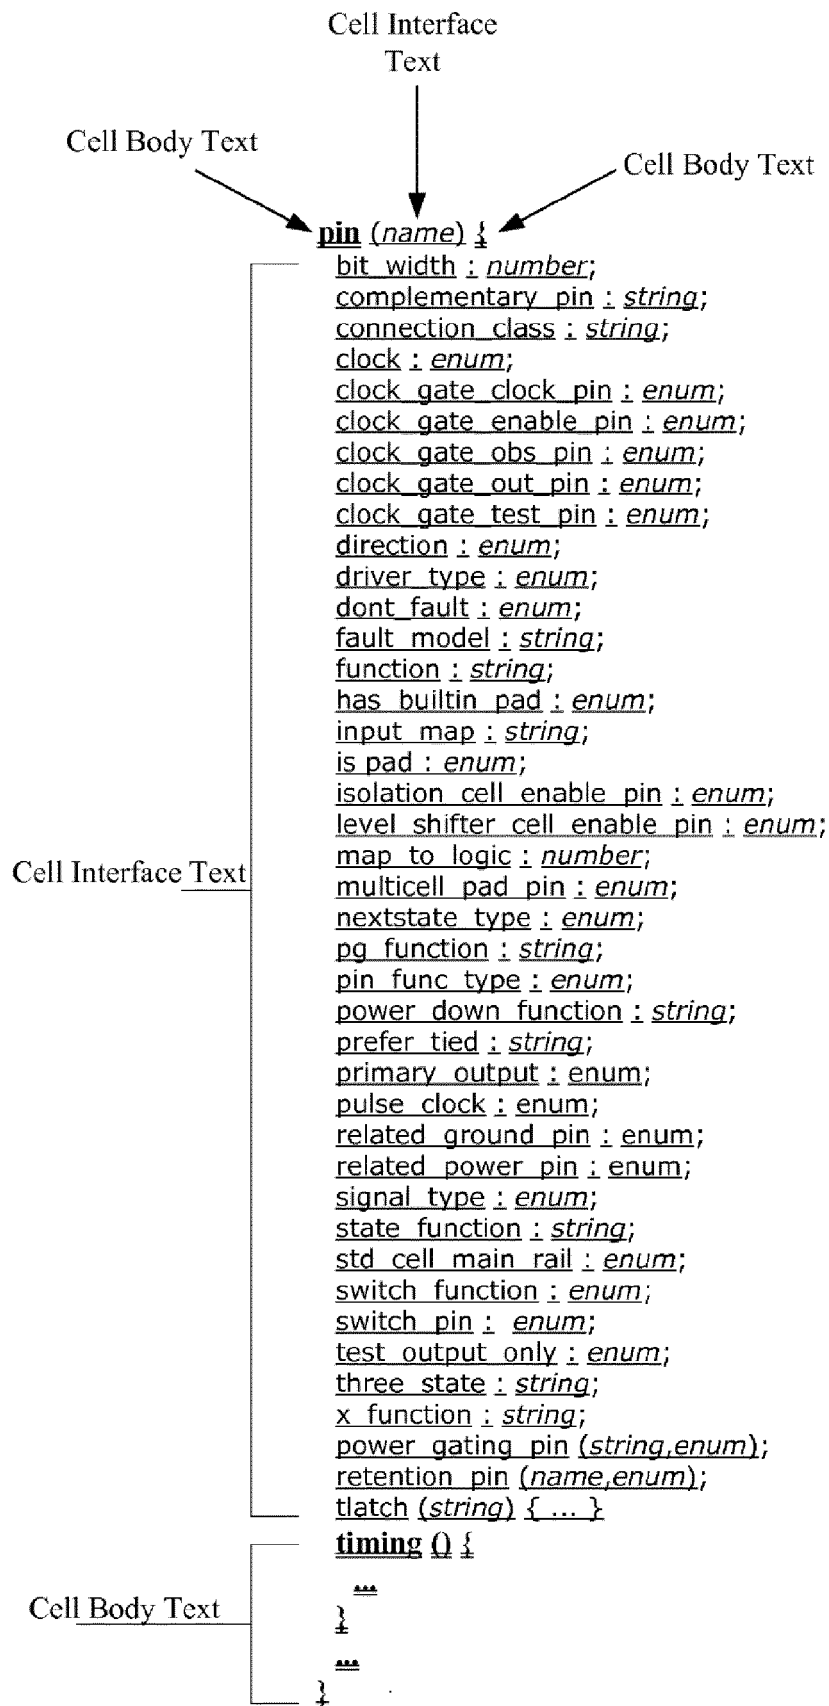 Cell Interface
Text
Cell Body Text
Cell Body Text
pin (name) {
bit_width : number;
complementary_pin : string;
connection_class : string;
clock : enum;
clock_gate_clock_pin : enum;
clock_gate_enable_pin : enum;
clock_gate_obs_pin : enum;
clock_gate_out_pin : enum;
clock_gate_test_pin : enum;
direction : enum;
driver_type : enum;
dont_fault : enum;
fault_model : string;
function : string;
has_builtin_pad : enum;
input_map : string;
is_pad : enum;
isolation_cell_enable_pin : enum;
level_shifter_cell_enable_pin : enum;
Cell Interface Text
map_to_logic : number;
multicell_pad_pin : enum;
nextstate_type : enum;
pg_function : string;
pin_func_type : enum;
power_down_function : string;
prefer_tied : string;
primary_output : enum;
pulse_clock : enum;
related_ground_pin : enum;
related_power_pin : enum;
signal_type : enum;
state_function : string;
std_cell_main_rail : enum;
switch_function : enum;
switch_pin : enum;
test_output_only : enum;
three_state : string;
x_function : string;
power_gating_pin (string,enum);
retention_pin (name,enum);
tlatch (string) { ... }
timing () {
...
Cell Body Text
}
...
}